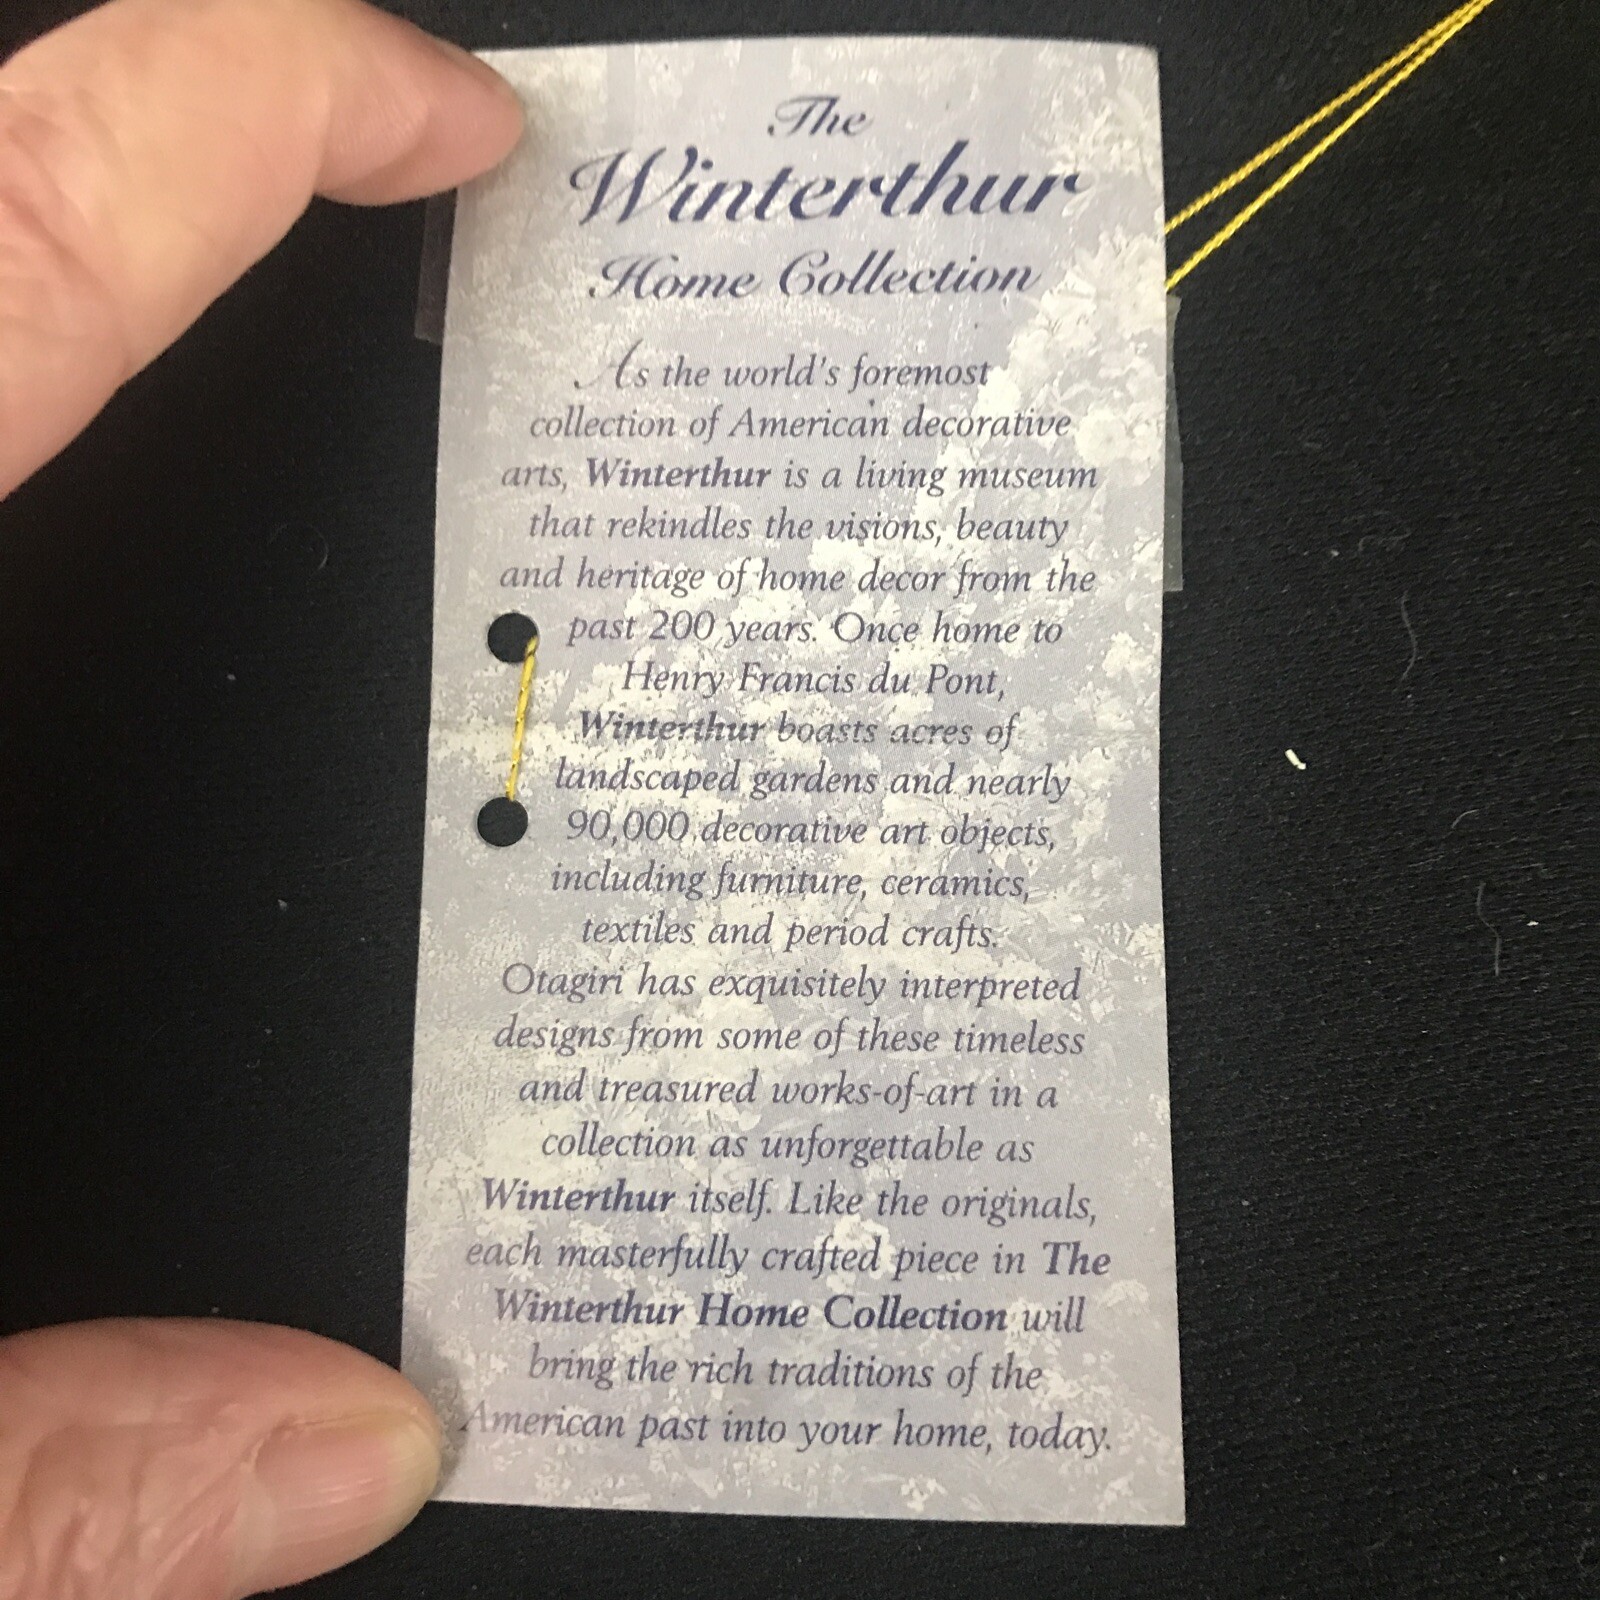 The
Winterthur
Home Collection
As the world's foremost
collection of American decorative
arts, Winterthur is a living museum
that rekindles the visions, beauty
and heritage of home decor from the
past 200 years. Once home to
Henry Francis du Pont,
Winterthur boasts acres of
landscaped gardens and nearly
90,000 decorative art objects,
including furniture, ceramics,
textiles and period crafts.
Otagiri has exquisitely interpreted
designs from some of these timeless
and treasured works-of-art in a
collection as unforgettable as
Winterthur itself. Like the originals,
each masterfully crafted piece in The
Winterthur Home Collection will
bring the rich traditions of the
American past into your home, today.